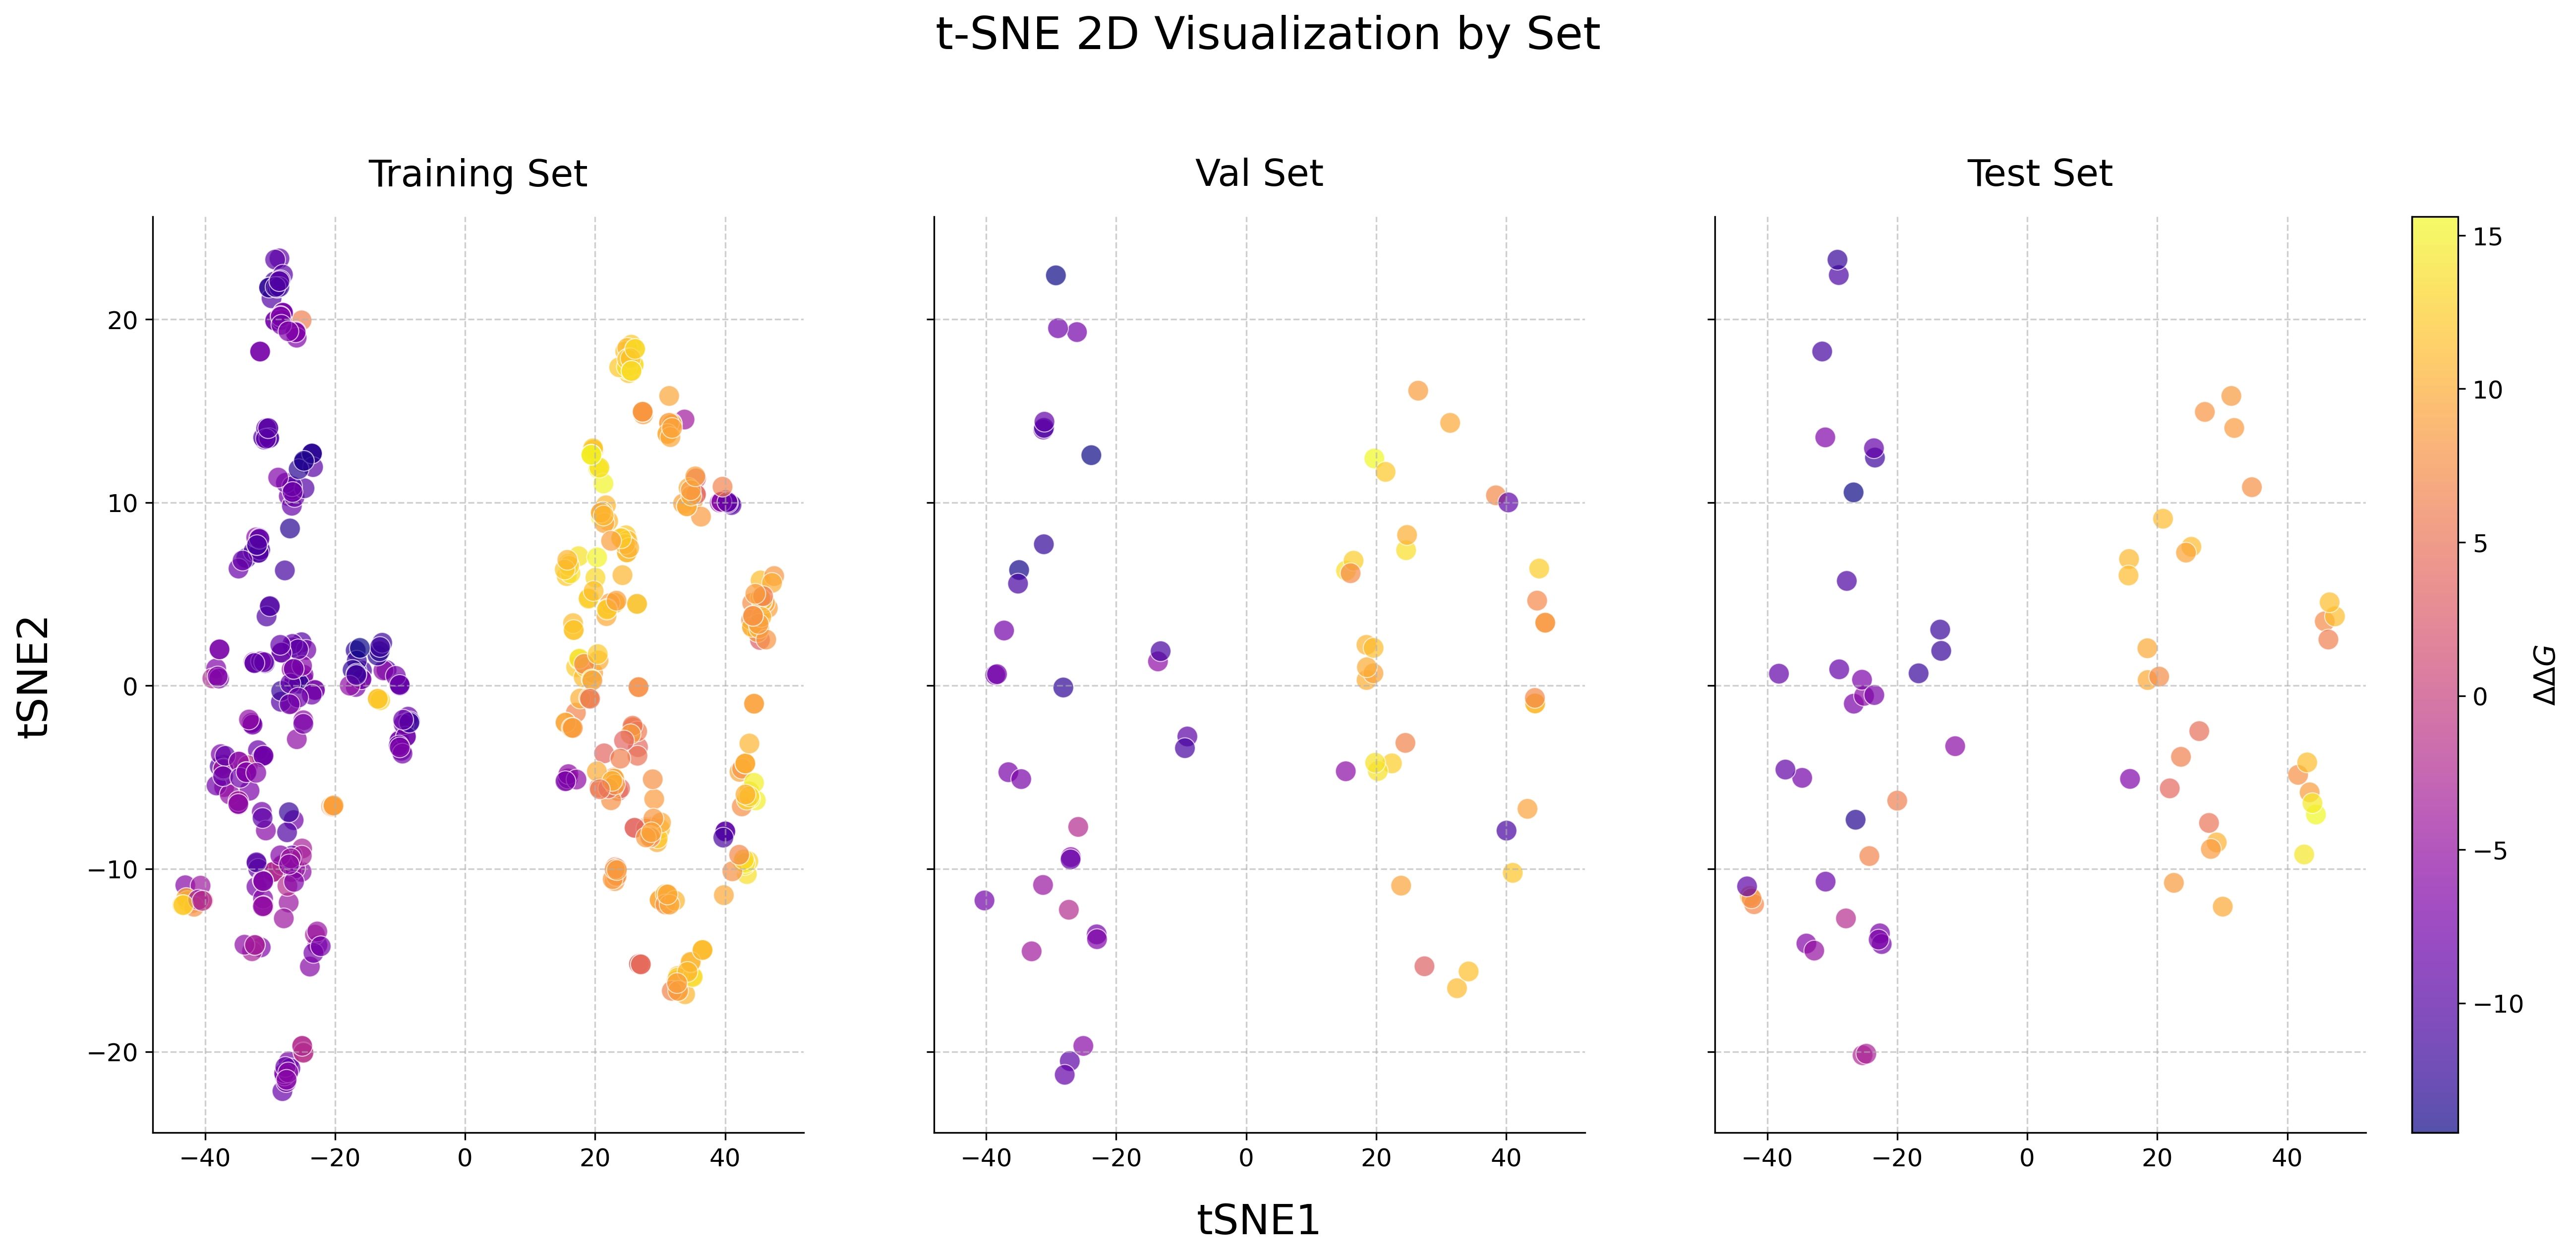 t-SNE 2D Visualization by Set
Training Set
Val Set
Test Set
tSNE2
20
10
0
−10
−20
−40 −20 0 20 40
−40 −20 0 20 40
−40 −20 0 20 40
tSNE1
15
10
5
0
−5
−10
ΔΔG